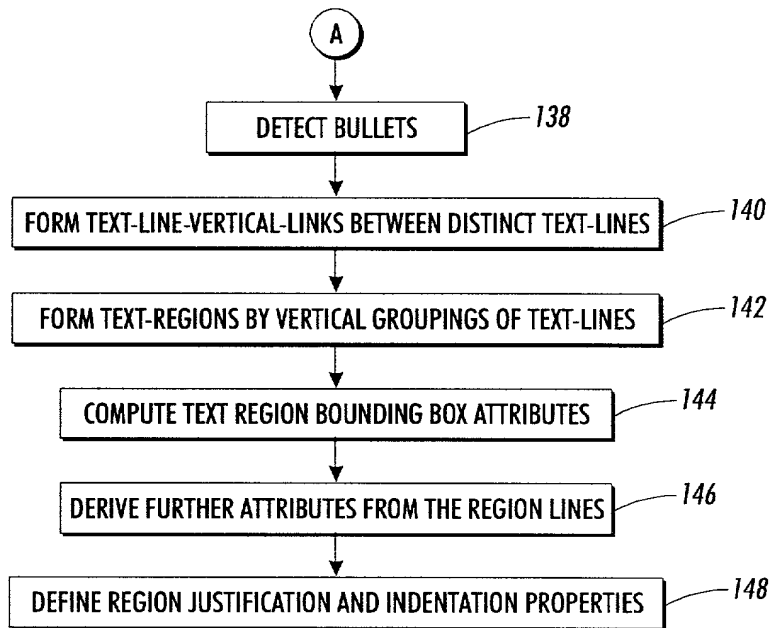 A
DETECT BULLETS
138
FORM TEXT-LINE-VERTICAL-LINKS BETWEEN DISTINCT TEXT-LINES
140
FORM TEXT-REGIONS BY VERTICAL GROUPINGS OF TEXT-LINES
142
COMPUTE TEXT REGION BOUNDING BOX ATTRIBUTES
144
DERIVE FURTHER ATTRIBUTES FROM THE REGION LINES
146
DEFINE REGION JUSTIFICATION AND INDENTATION PROPERTIES
148